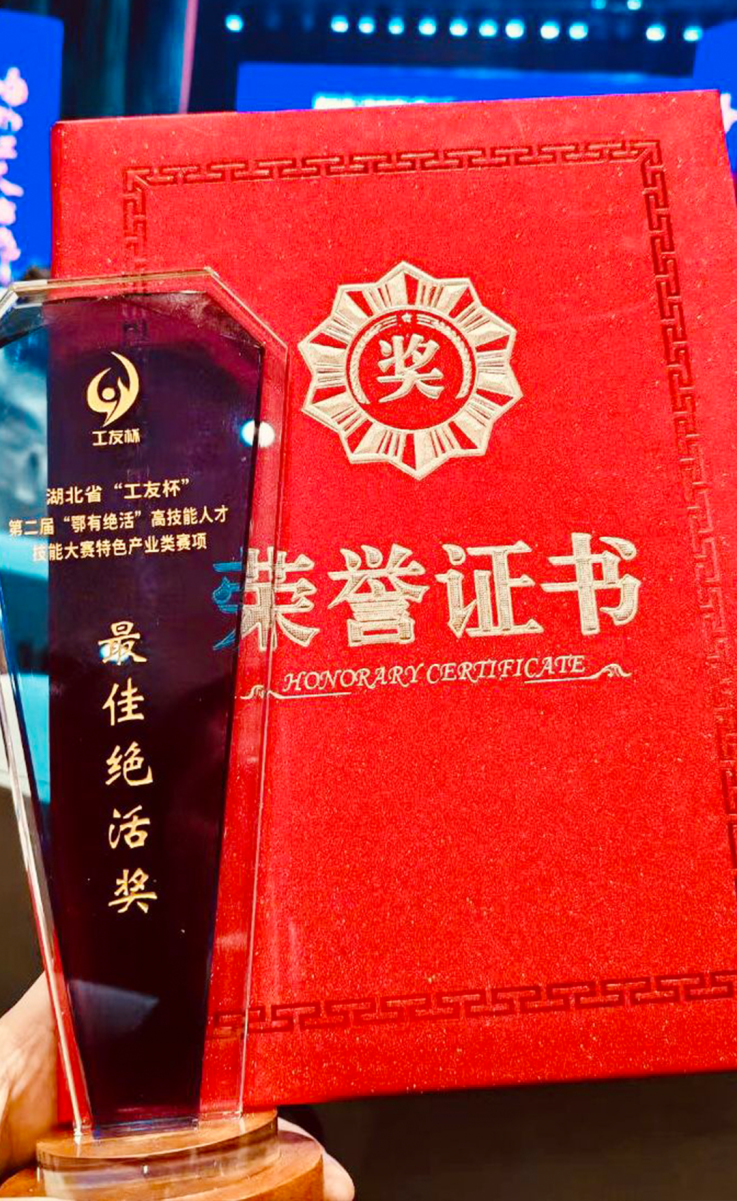 工友杯
湖北省“工友杯”
第二届“鄂有绝活”高技能人才
技能大赛特色产业类赛项
最佳绝活奖
奖
荣誉证书
HONORARY CERTIFICATE